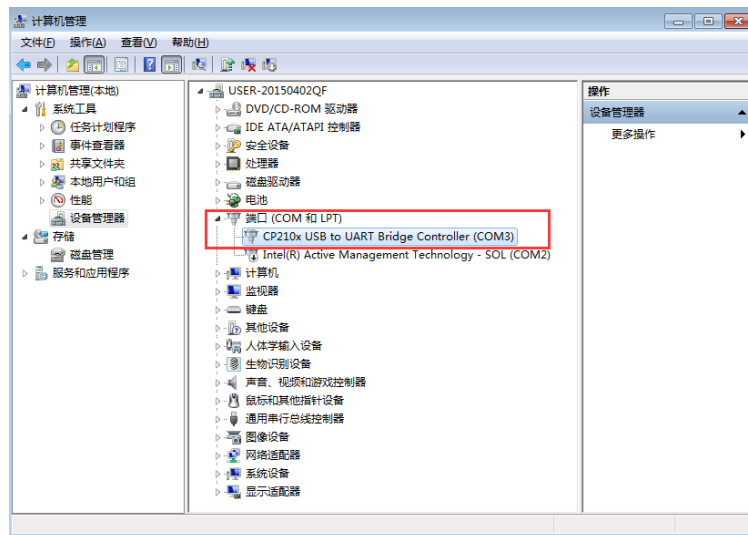 计算机管理
文件(F) 操作(A) 查看(V) 帮助(H)
计算机管理(本地)
系统工具
任务计划程序
事件查看器
共享文件夹
本地用户和组
性能
设备管理器
存储
磁盘管理
服务和应用程序
USER-20150402QF
DVD/CD-ROM 驱动器
IDE ATA/ATAPI 控制器
安全设备
处理器
磁盘驱动器
电池
端口 (COM 和 LPT)
CP210x USB to UART Bridge Controller (COM3)
Intel(R) Active Management Technology - SOL (COM2)
计算机
监视器
键盘
其他设备
人体学输入设备
生物识别设备
声音、视频和游戏控制器
鼠标和其他指针设备
通用串行总线控制器
图像设备
网络适配器
系统设备
显示适配器
操作
设备管理器
更多操作